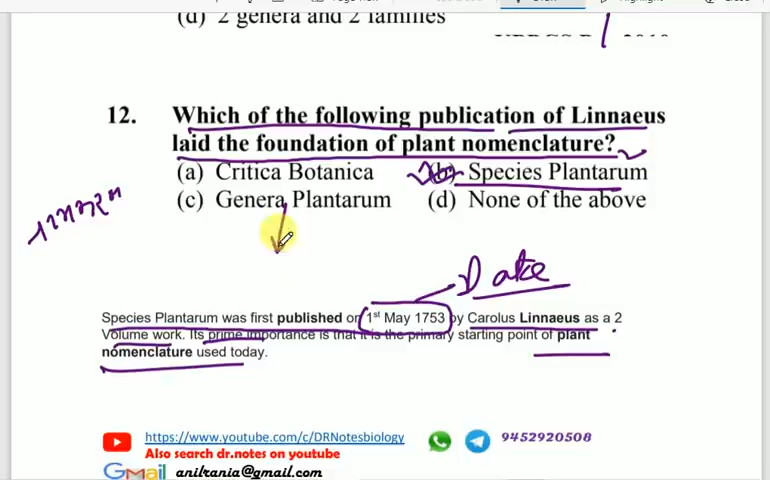 (d) 2 genera and 2 families
12. Which of the following publication of Linnaeus
laid the foundation of plant nomenclature?
(a) Critica Botanica (b) Species Plantarum
(c) Genera Plantarum (d) None of the above
Date
Species Plantarum was first published on 1st May 1753 by Carolus Linnaeus as a 2
Volume work. Its prime importance is that it is the primary starting point of plant
nomenclature used today.
https://www.youtube.com/c/DRNotesbiology 9452920508
Also search dr.notes on youtube
Gmail anilrania@gmail.com